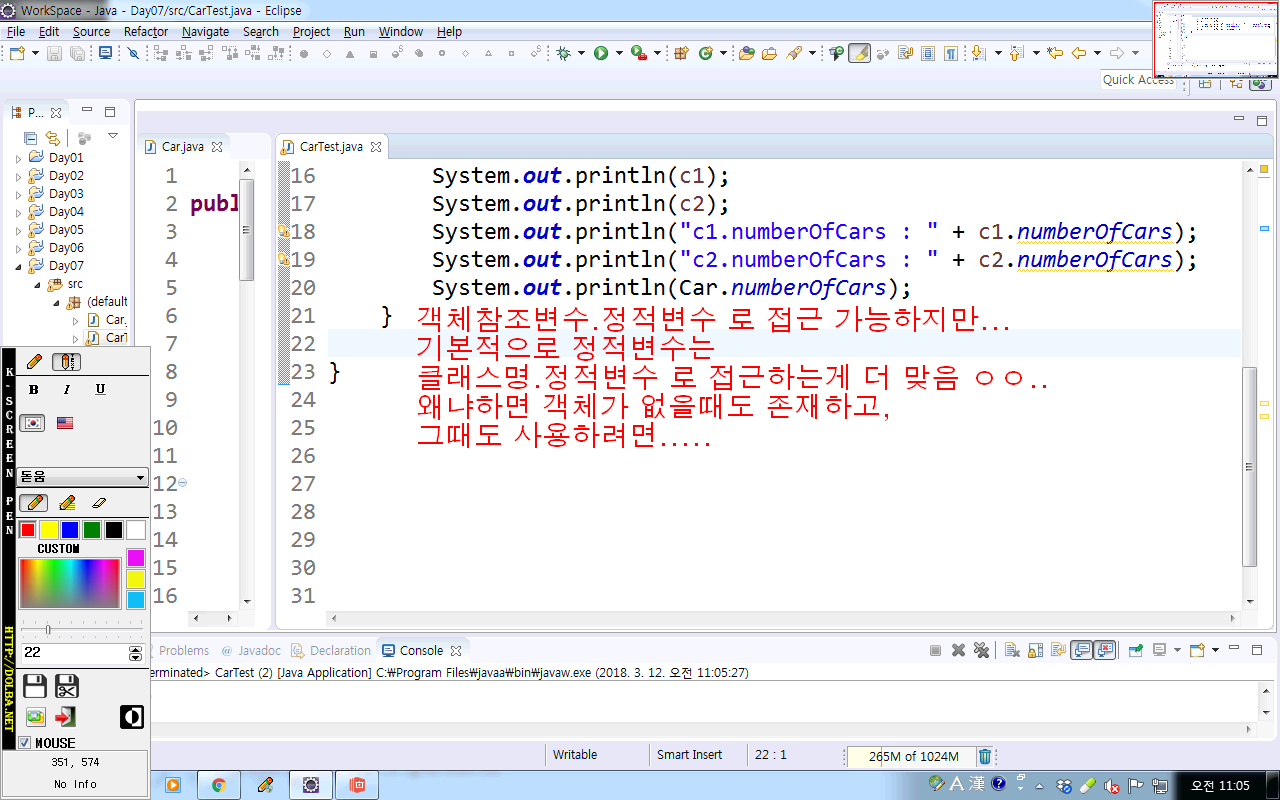 WorkSpace - Java - Day07/src/CarTest.java - Eclipse
File Edit Source Refactor Navigate Search Project Run Window Help
Quick Access
P...
Car.java
CarTest.java
Day01
Day02
Day03
Day04
Day05
Day06
Day07
src
(default
Car.
CarT
1
2 publ
3
4
5
6
7
8
9
10
11
12
13
14
15
16
16 System.out.println(c1);
17 System.out.println(c2);
18 System.out.println("c1.numberOfCars : " + c1.numberOfCars);
19 System.out.println("c2.numberOfCars : " + c2.numberOfCars);
20 System.out.println(Car.numberOfCars);
21 } 객체참조변수.정적변수 로 접근 가능하지만...
22 기본적으로 정적변수는
23 } 클래스명.정적변수 로 접근하는게 더 맞음 ㅇㅇ..
24 왜냐하면 객체가 없을때도 존재하고,
25 그때도 사용하려면.....
26
27
28
29
30
31
K-SCREEN PEN
HTTP://DOLBA.NET
B I U
돋움
CUSTOM
22
MOUSE
351, 574
No Info
Problems @ Javadoc Declaration Console
erminated> CarTest (2) [Java Application] C:₩Program Files₩javaa₩bin₩javaw.exe (2018. 3. 12. 오전 11:05:27)
Writable Smart Insert 22 : 1 265M of 1024M
A 漢
오전 11:05